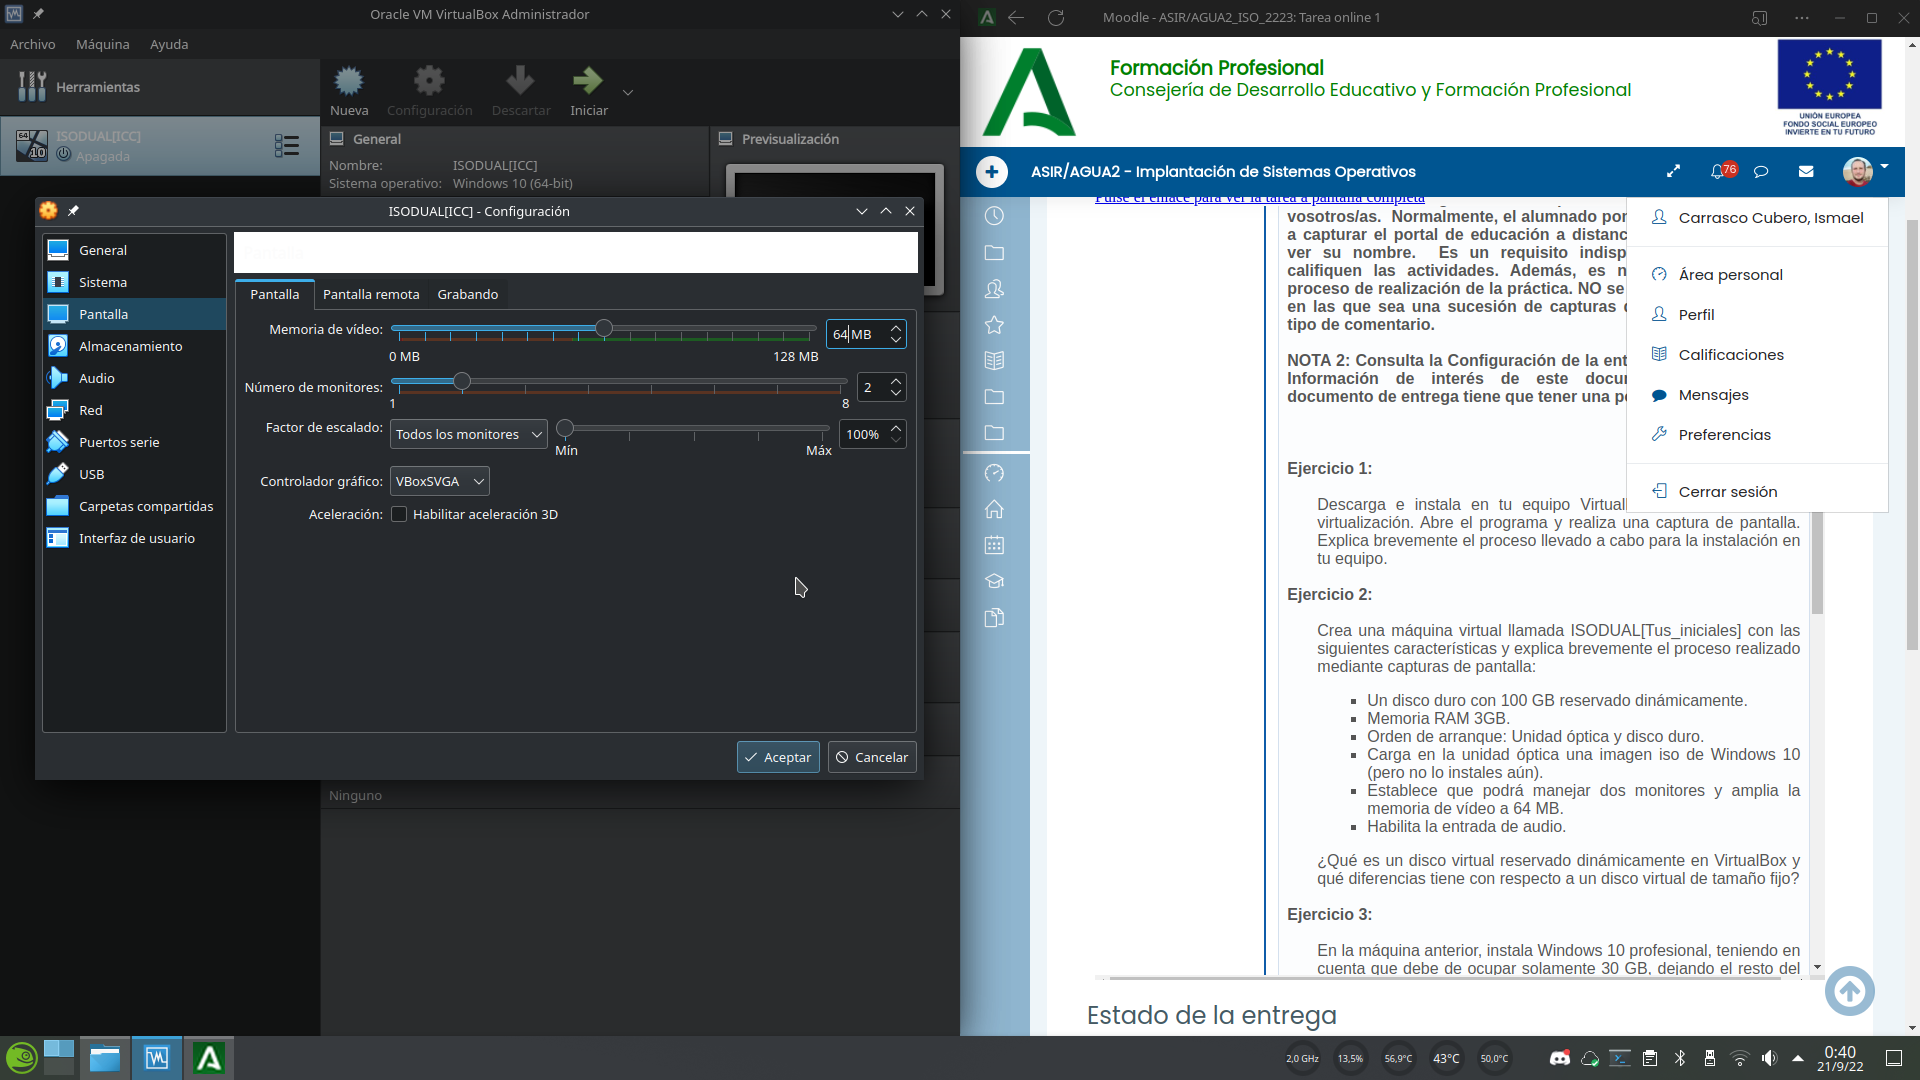 Oracle VM VirtualBox Administrador
Archivo Máquina Ayuda
Herramientas
Nueva Configuración Descartar Iniciar
64
10
ISODUAL[ICC]
Apagada
General
Nombre: ISODUAL[ICC]
Sistema operativo: Windows 10 (64-bit)
Previsualización
ISODUAL[ICC] - Configuración
General
Sistema
Pantalla
Almacenamiento
Audio
Red
Puertos serie
USB
Carpetas compartidas
Interfaz de usuario
Pantalla Pantalla remota Grabando
Memoria de vídeo: 64 MB
0 MB 128 MB
Número de monitores: 2
1 8
Factor de escalado: Todos los monitores 100%
Mín Máx
Controlador gráfico: VBoxSVGA
Aceleración: Habilitar aceleración 3D
Aceptar Cancelar
Ninguno
Moodle - ASIR/AGUA2_ISO_2223: Tarea online 1
Formación Profesional
Consejería de Desarrollo Educativo y Formación Profesional
UNIÓN EUROPEA
FONDO SOCIAL EUROPEO
INVIERTE EN TU FUTURO
ASIR/AGUA2 - Implantación de Sistemas Operativos
76
Pulse el enlace para ver la tarea a pantalla completa
vosotros/as. Normalmente, el alumnado por
a capturar el portal de educación a distanc
ver su nombre. Es un requisito indisp
califiquen las actividades. Además, es n
proceso de realización de la práctica. NO se
en las que sea una sucesión de capturas
tipo de comentario.
NOTA 2: Consulta la Configuración de la ent
Información de interés de este docu
documento de entrega tiene que tener una p
Carrasco Cubero, Ismael
Área personal
Perfil
Calificaciones
Mensajes
Preferencias
Cerrar sesión
Ejercicio 1:
Descarga e instala en tu equipo Virtual
virtualización. Abre el programa y realiza una captura de pantalla.
Explica brevemente el proceso llevado a cabo para la instalación en
tu equipo.
Ejercicio 2:
Crea una máquina virtual llamada ISODUAL[Tus_iniciales] con las
siguientes características y explica brevemente el proceso realizado
mediante capturas de pantalla:
Un disco duro con 100 GB reservado dinámicamente.
Memoria RAM 3GB.
Orden de arranque: Unidad óptica y disco duro.
Carga en la unidad óptica una imagen iso de Windows 10
(pero no lo instales aún).
Establece que podrá manejar dos monitores y amplia la
memoria de vídeo a 64 MB.
Habilita la entrada de audio.
¿Qué es un disco virtual reservado dinámicamente en VirtualBox y
qué diferencias tiene con respecto a un disco virtual de tamaño fijo?
Ejercicio 3:
En la máquina anterior, instala Windows 10 profesional, teniendo en
cuenta que debe de ocupar solamente 30 GB, dejando el resto del
Estado de la entrega
2,0 GHz 13,5% 56,9°C 43°C 50,0°C
0:40
21/9/22